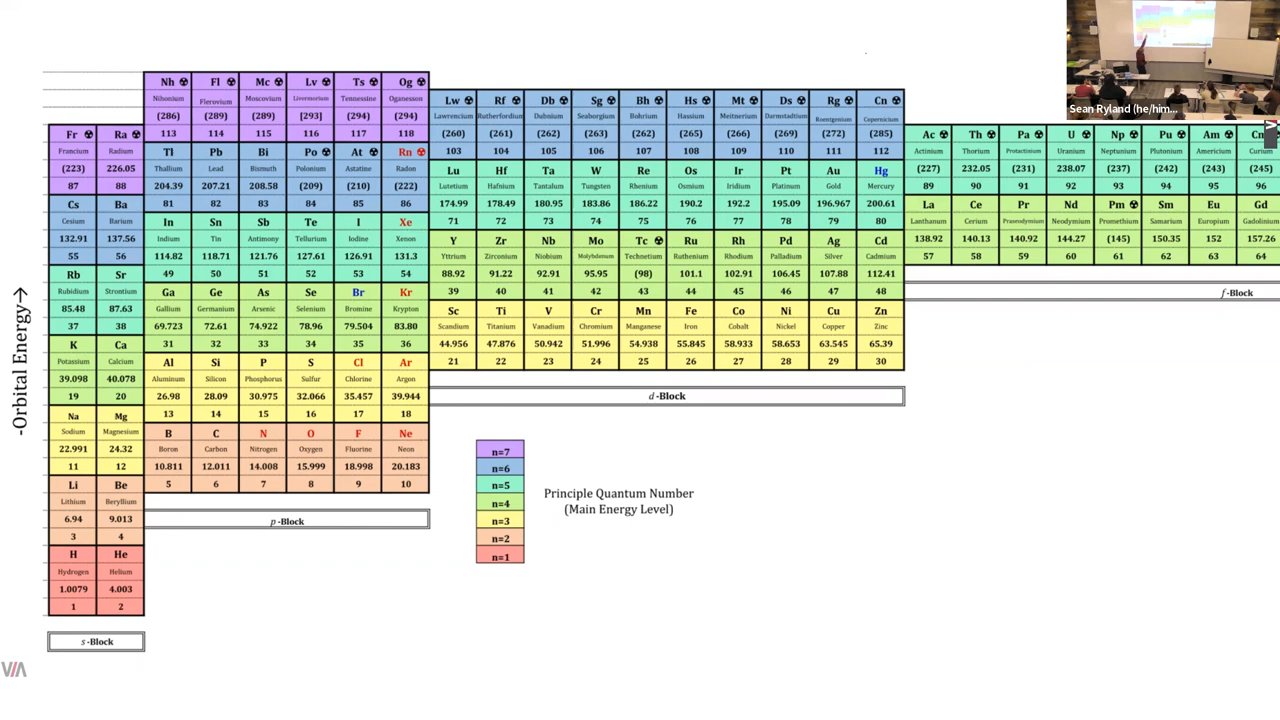 Sean Ryland (he/him...
-Orbital Energy→
Fr ☢ Ra ☢
Francium Radium
(223) 226.05
87 88
Cs Ba
Cesium Barium
132.91 137.56
55 56
Rb Sr
Rubidium Strontium
85.48 87.63
37 38
K Ca
Potassium Calcium
39.098 40.078
19 20
Na Mg
Sodium Magnesium
22.991 24.32
11 12
Li Be
Lithium Beryllium
6.94 9.013
3 4
H He
Hydrogen Helium
1.0079 4.003
1 2
s -Block
Nh ☢ Fl ☢ Mc ☢ Lv ☢ Ts ☢ Og ☢
Nihonium Flerovium Moscovium Livermorium Tennessine Oganesson
(286) (289) (289) [293] (294) (294)
113 114 115 116 117 118
Tl Pb Bi Po ☢ At ☢ Rn ☢
Thallium Lead Bismuth Polonium Astatine Radon
204.39 207.21 208.58 (209) (210) (222)
81 82 83 84 85 86
In Sn Sb Te I Xe
Indium Tin Antimony Tellurium Iodine Xenon
114.82 118.71 121.76 127.61 126.91 131.3
49 50 51 52 53 54
Ga Ge As Se Br Kr
Gallium Germanium Arsenic Selenium Bromine Krypton
69.723 72.61 74.922 78.96 79.504 83.80
31 32 33 34 35 36
Al Si P S Cl Ar
Aluminum Silicon Phosphorus Sulfur Chlorine Argon
26.98 28.09 30.975 32.066 35.457 39.944
13 14 15 16 17 18
B C N O F Ne
Boron Carbon Nitrogen Oxygen Fluorine Neon
10.811 12.011 14.008 15.999 18.998 20.183
5 6 7 8 9 10
p -Block
Lw ☢ Rf ☢ Db ☢ Sg ☢ Bh ☢ Hs ☢ Mt ☢ Ds ☢ Rg ☢ Cn ☢
Lawrencium Rutherfordium Dubnium Seaborgium Bohrium Hassium Meitnerium Darmstadtium Roentgenium Copernicium
(260) (261) (262) (263) (262) (265) (266) (269) (272) (285)
103 104 105 106 107 108 109 110 111 112
Lu Hf Ta W Re Os Ir Pt Au Hg
Lutetium Hafnium Tantalum Tungsten Rhenium Osmium Iridium Platinum Gold Mercury
174.99 178.49 180.95 183.86 186.22 190.2 192.2 195.09 196.967 200.61
71 72 73 74 75 76 77 78 79 80
Y Zr Nb Mo Tc ☢ Ru Rh Pd Ag Cd
Yttrium Zirconium Niobium Molybdenum Technetium Ruthenium Rhodium Palladium Silver Cadmium
88.92 91.22 92.91 95.95 (98) 101.1 102.91 106.45 107.88 112.41
39 40 41 42 43 44 45 46 47 48
Sc Ti V Cr Mn Fe Co Ni Cu Zn
Scandium Titanium Vanadium Chromium Manganese Iron Cobalt Nickel Copper Zinc
44.956 47.876 50.942 51.996 54.938 55.845 58.933 58.653 63.545 65.39
21 22 23 24 25 26 27 28 29 30
d -Block
Ac ☢ Th ☢ Pa ☢ U ☢ Np ☢ Pu ☢ Am ☢ Cm
Actinium Thorium Protactinium Uranium Neptunium Plutonium Americium Curium
(227) 232.05 (231) 238.07 (237) (242) (243) (245)
89 90 91 92 93 94 95 96
La Ce Pr Nd Pm ☢ Sm Eu Gd
Lanthanum Cerium Praseodymium Neodymium Promethium Samarium Europium Gadolinium
138.92 140.13 140.92 144.27 (145) 150.35 152 157.26
57 58 59 60 61 62 63 64
f -Block
n=7
n=6
n=5
n=4
n=3
n=2
n=1
Principle Quantum Number
(Main Energy Level)
VIA